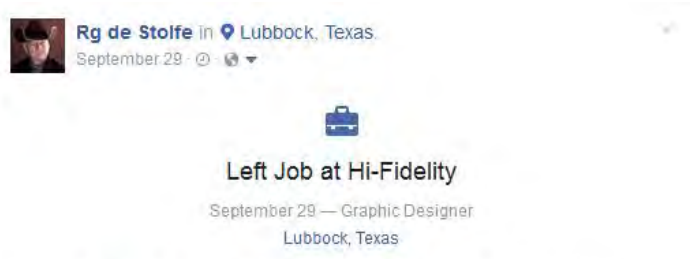 Rg de Stolfe in Lubbock, Texas.
September 29 ·
Left Job at Hi-Fidelity
September 29 — Graphic Designer
Lubbock, Texas